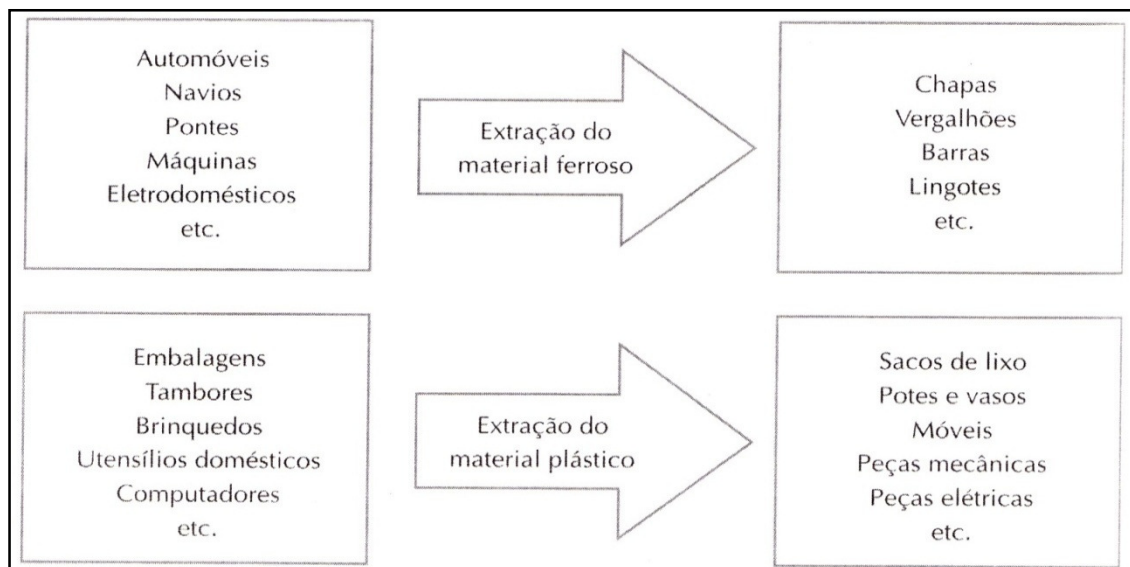 Automóveis
Navios
Pontes
Máquinas
Eletrodomésticos
etc.
Extração do
material ferroso
Chapas
Vergalhões
Barras
Lingotes
etc.
Embalagens
Tambores
Brinquedos
Utensílios domésticos
Computadores
etc.
Extração do
material plástico
Sacos de lixo
Potes e vasos
Móveis
Peças mecânicas
Peças elétricas
etc.